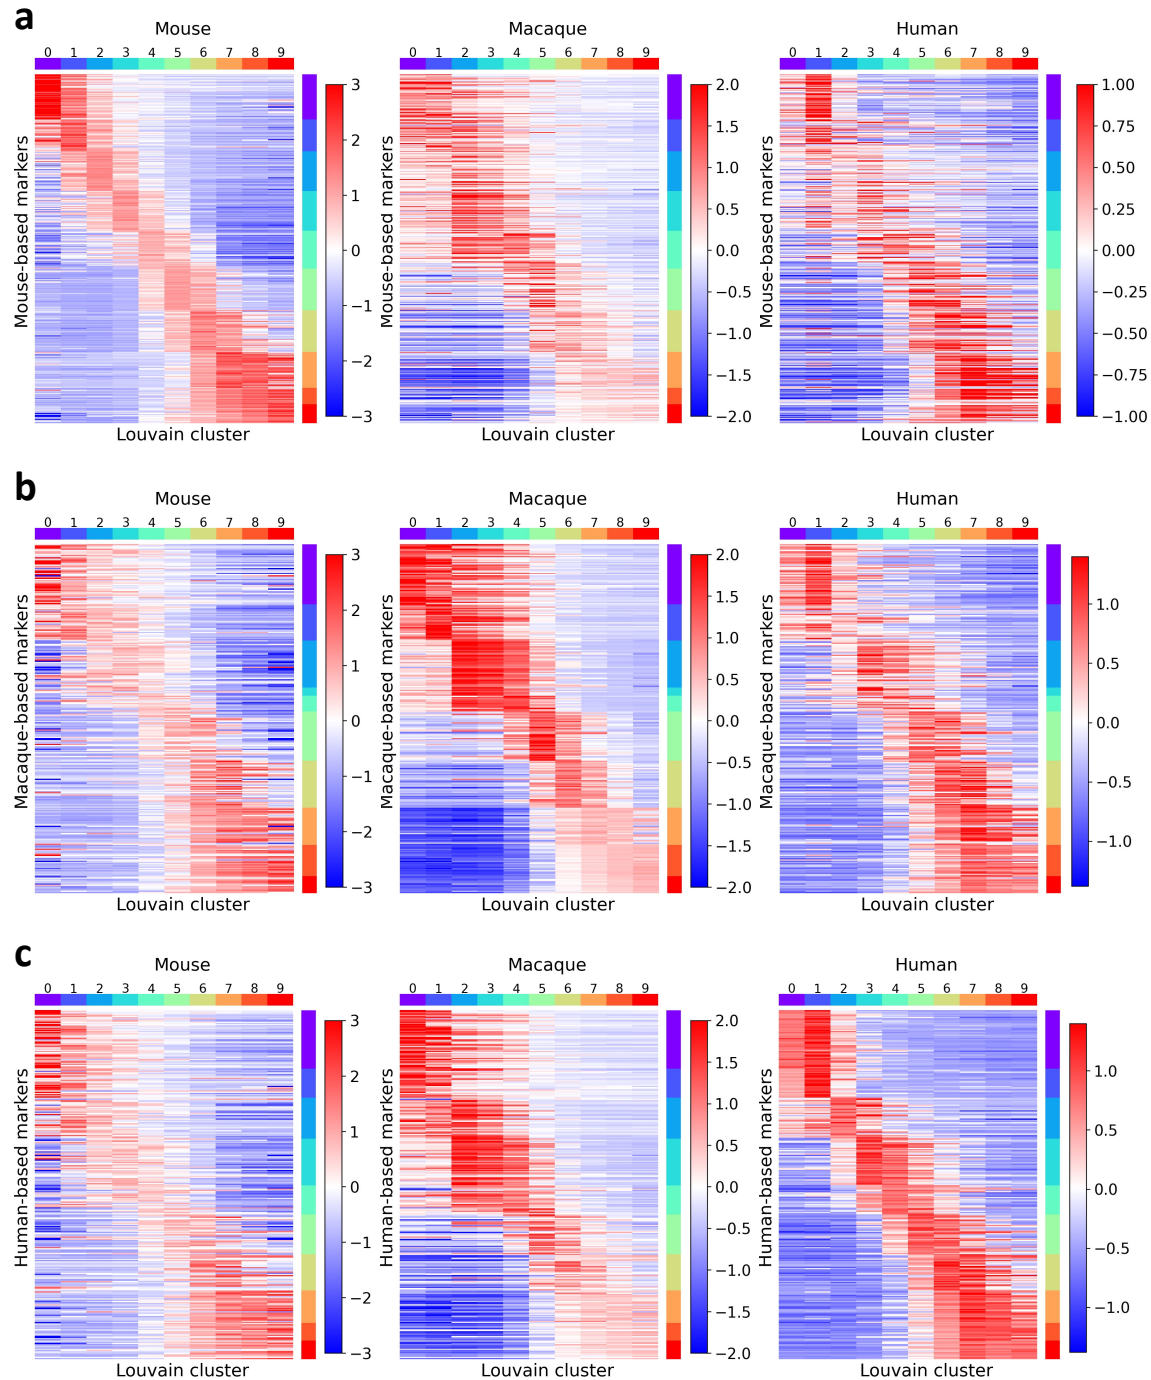 a
Mouse
Macaque
Human
0 1 2 3 4 5 6 7 8 9
0 1 2 3 4 5 6 7 8 9
0 1 2 3 4 5 6 7 8 9
Mouse-based markers
3
2
1
0
−1
−2
−3
Louvain cluster
Mouse-based markers
2.0
1.5
1.0
0.5
0.0
−0.5
−1.0
−1.5
−2.0
Louvain cluster
Mouse-based markers
1.00
0.75
0.50
0.25
0.00
−0.25
−0.50
−0.75
−1.00
Louvain cluster
b
Mouse
Macaque
Human
0 1 2 3 4 5 6 7 8 9
0 1 2 3 4 5 6 7 8 9
0 1 2 3 4 5 6 7 8 9
Macaque-based markers
3
2
1
0
−1
−2
−3
Louvain cluster
Macaque-based markers
2.0
1.5
1.0
0.5
0.0
−0.5
−1.0
−1.5
−2.0
Louvain cluster
Macaque-based markers
1.0
0.5
0.0
−0.5
−1.0
Louvain cluster
c
Mouse
Macaque
Human
0 1 2 3 4 5 6 7 8 9
0 1 2 3 4 5 6 7 8 9
0 1 2 3 4 5 6 7 8 9
Human-based markers
3
2
1
0
−1
−2
−3
Louvain cluster
Human-based markers
2.0
1.5
1.0
0.5
0.0
−0.5
−1.0
−1.5
−2.0
Louvain cluster
Human-based markers
1.0
0.5
0.0
−0.5
−1.0
Louvain cluster